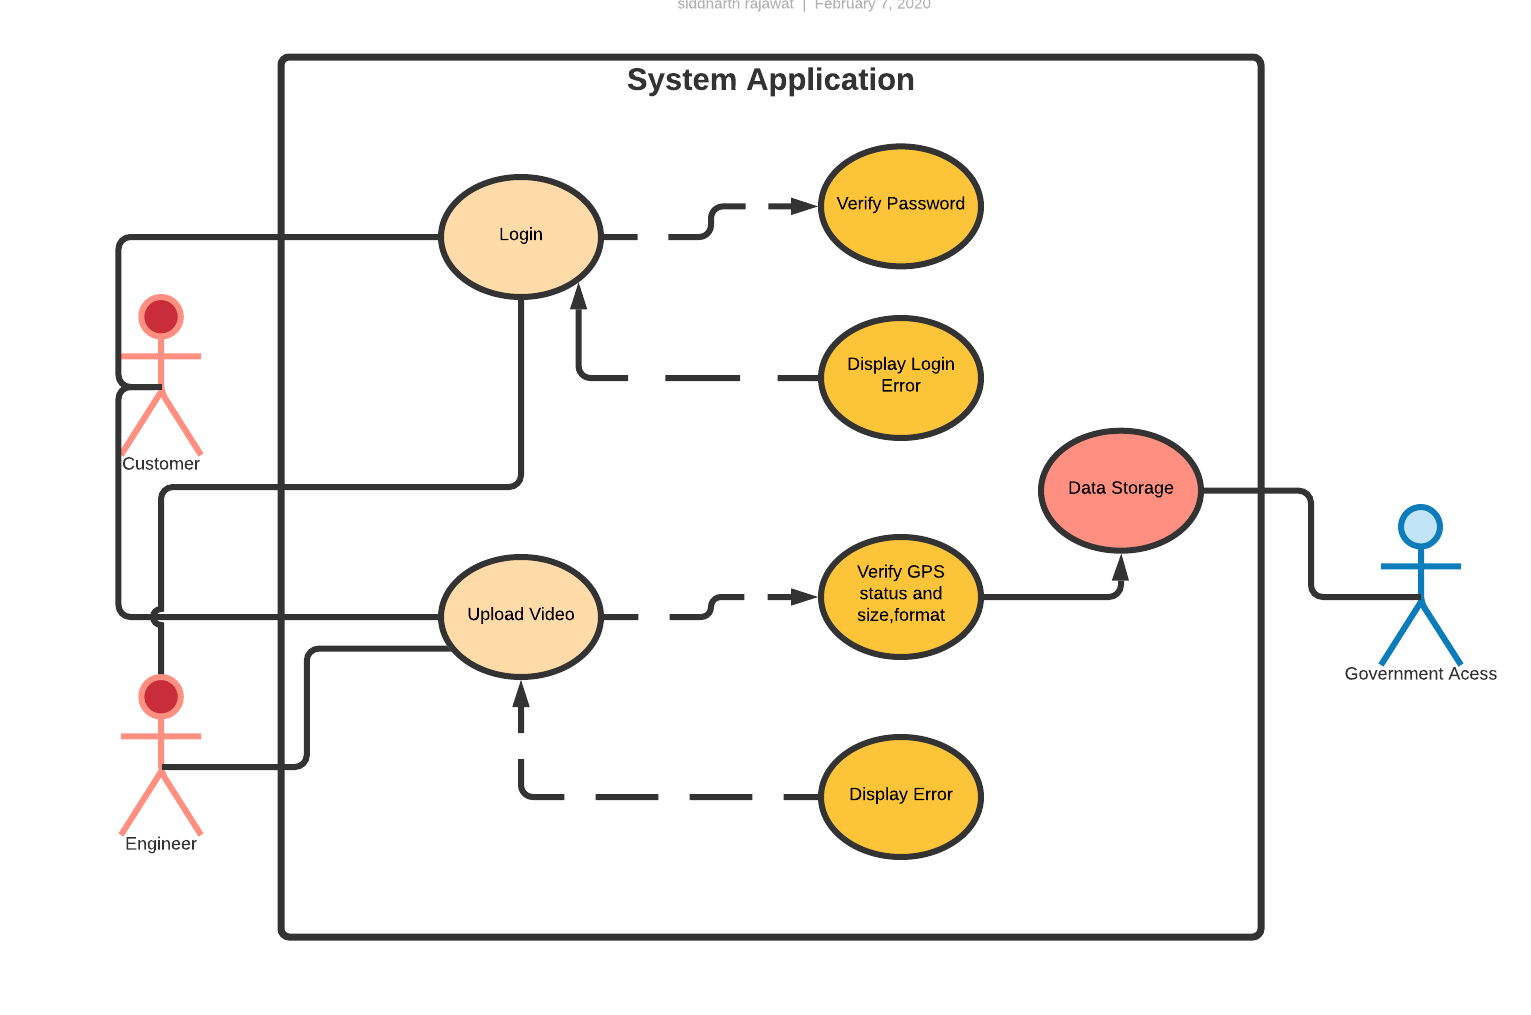 siddharth rajawat | February 7, 2020
System Application
Verify Password
Login
Display Login
Error
Customer
Data Storage
Verify GPS
status and
size,format
Upload Video
Government Acess
Display Error
Engineer